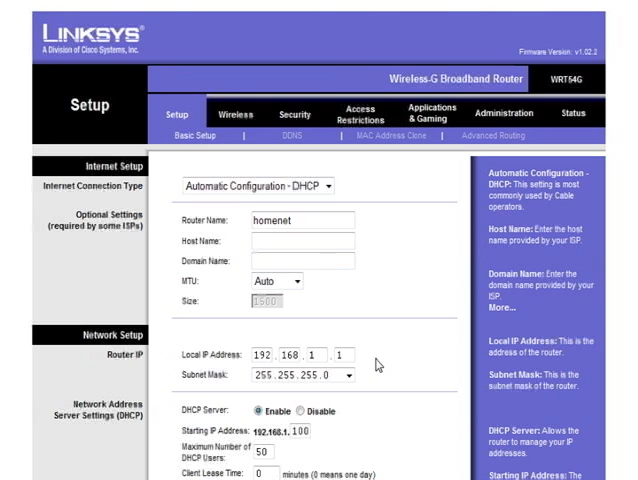 LINKSYS®
A Division of Cisco Systems, Inc.
Firmware Version: v1.02.2
Wireless-G Broadband Router WRT54G
Setup
Setup Wireless Security Access Restrictions Applications & Gaming Administration Status
Basic Setup | DDNS | MAC Address Clone | Advanced Routing
Internet Setup
Internet Connection Type
Automatic Configuration - DHCP
Optional Settings
(required by some ISPs)
Router Name: homenet
Host Name:
Domain Name:
MTU: Auto
Size: 1500
Network Setup
Router IP
Local IP Address: 192 . 168 . 1 . 1
Subnet Mask: 255.255.255.0
Network Address
Server Settings (DHCP)
DHCP Server: Enable Disable
Starting IP Address: 192.168.1. 100
Maximum Number of
DHCP Users: 50
Client Lease Time: 0 minutes (0 means one day)
Automatic Configuration -
DHCP: This setting is most
commonly used by Cable
operators.
Host Name: Enter the host
name provided by your ISP.
Domain Name: Enter the
domain name provided by your
ISP.
More...
Local IP Address: This is the
address of the router.
Subnet Mask: This is the
subnet mask of the router.
DHCP Server: Allows the
router to manage your IP
addresses.
Starting IP Address: The